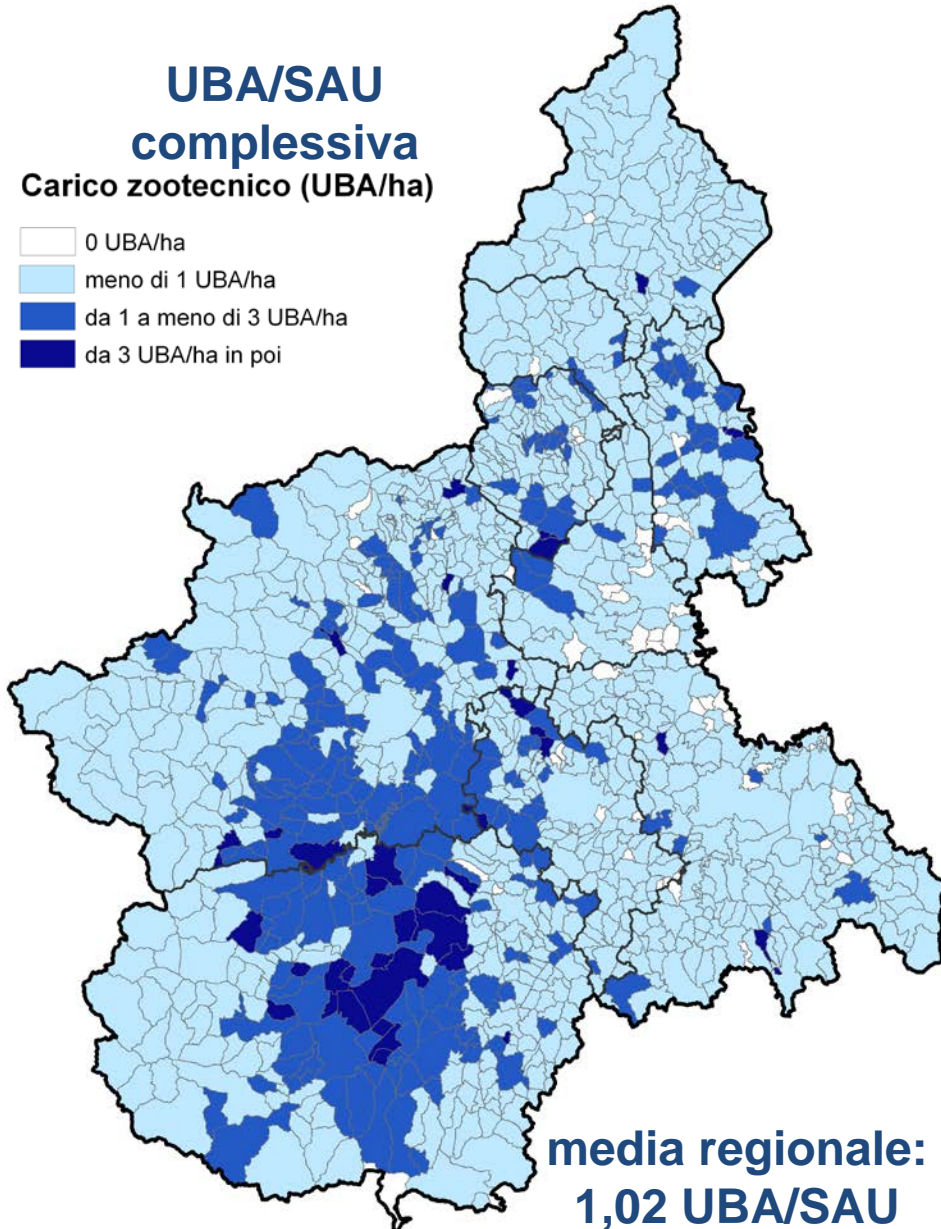 UBA/SAU
complessiva
Carico zootecnico (UBA/ha)
0 UBA/ha
meno di 1 UBA/ha
da 1 a meno di 3 UBA/ha
da 3 UBA/ha in poi
media regionale:
1,02 UBA/SAU